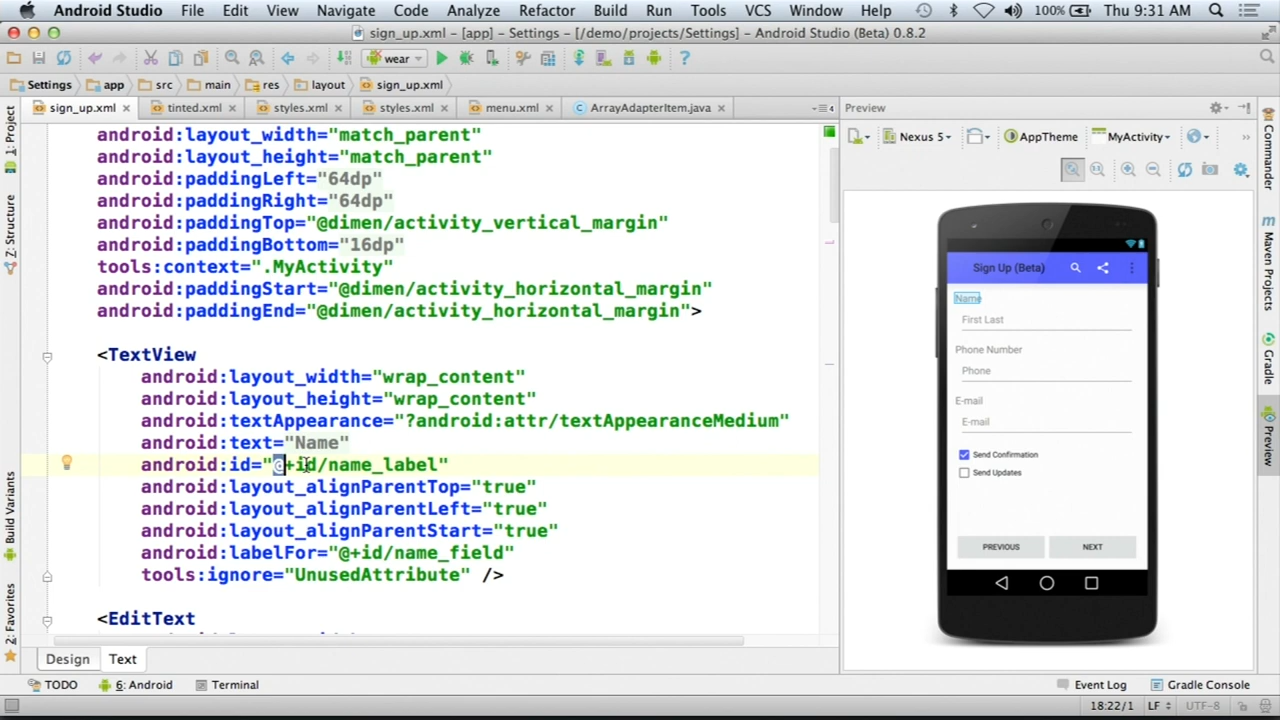 Android Studio File Edit View Navigate Code Analyze Refactor Build Run Tools VCS Window Help 100% Thu 9:31 AM
sign_up.xml – [app] – Settings – [/demo/projects/Settings] – Android Studio (Beta) 0.8.2
wear
Settings app src main res layout sign_up.xml
sign_up.xml tinted.xml styles.xml styles.xml menu.xml ArrayAdapterItem.java 4
Preview
Nexus 5 AppTheme MyActivity
android:layout_width="match_parent"
android:layout_height="match_parent"
android:paddingLeft="64dp"
android:paddingRight="64dp"
android:paddingTop="@dimen/activity_vertical_margin"
android:paddingBottom="16dp"
tools:context=".MyActivity"
android:paddingStart="@dimen/activity_horizontal_margin"
android:paddingEnd="@dimen/activity_horizontal_margin">
<TextView
android:layout_width="wrap_content"
android:layout_height="wrap_content"
android:textAppearance="?android:attr/textAppearanceMedium"
android:text="Name"
android:id="@+id/name_label"
android:layout_alignParentTop="true"
android:layout_alignParentLeft="true"
android:layout_alignParentStart="true"
android:labelFor="@+id/name_field"
tools:ignore="UnusedAttribute" />
<EditText
Sign Up (Beta)
Name
First Last
Phone Number
Phone
E-mail
E-mail
Send Confirmation
Send Updates
PREVIOUS NEXT
1: Project
7: Structure
Build Variants
2: Favorites
Commander
Maven Projects
Gradle
Preview
Design Text
TODO 6: Android Terminal Event Log Gradle Console
18:22/1 LF UTF-8